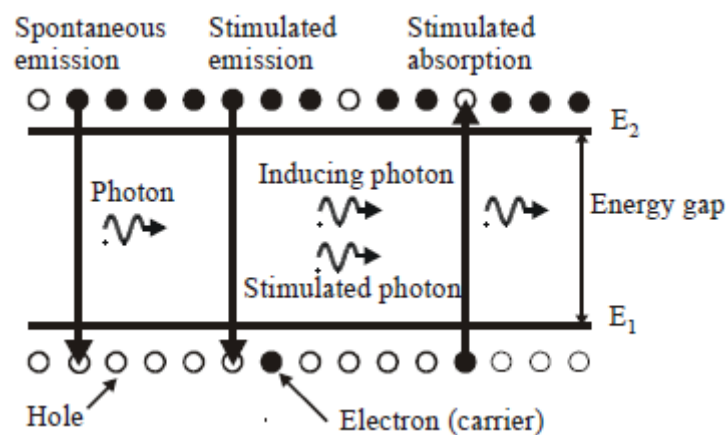 Spontaneous
emission
Stimulated
emission
Stimulated
absorption
E2
Photon
Inducing photon
Energy gap
Stimulated photon
E1
Hole
Electron (carrier)